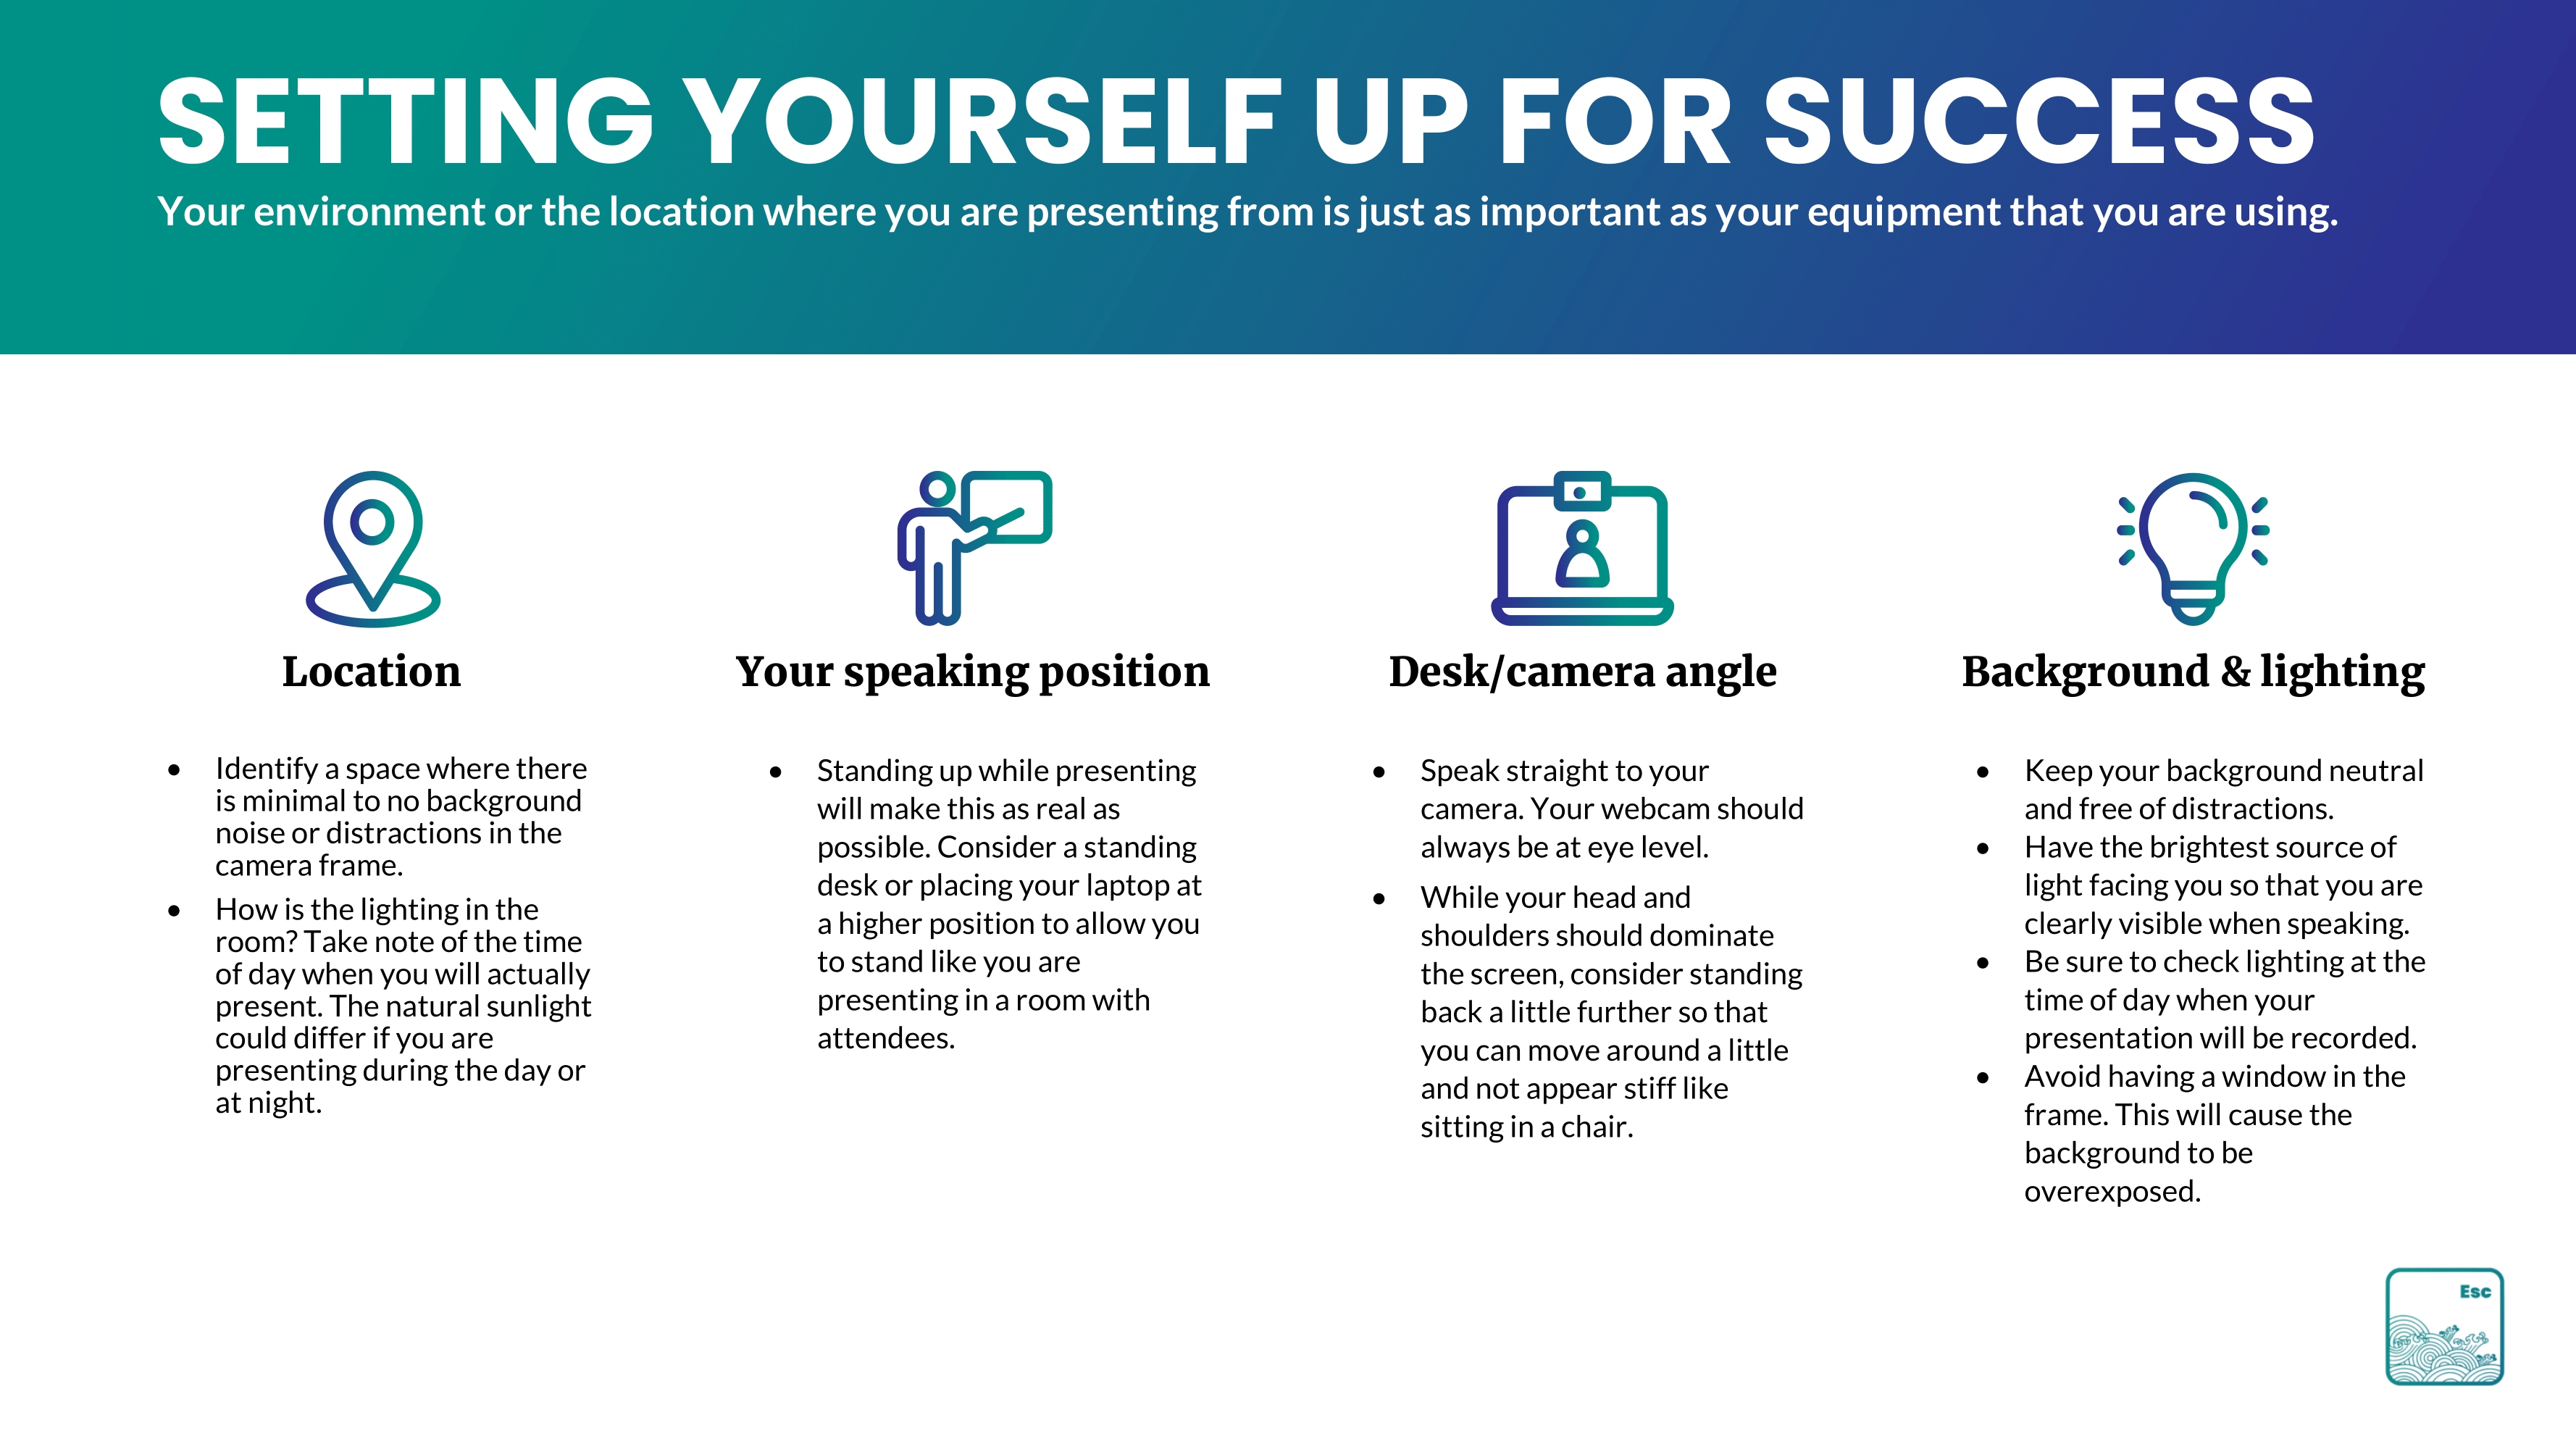 SETTING YOURSELF UP FOR SUCCESS
Your environment or the location where you are presenting from is just as important as your equipment that you are using.
Location
• Identify a space where there
is minimal to no background
noise or distractions in the
camera frame.
• How is the lighting in the
room? Take note of the time
of day when you will actually
present. The natural sunlight
could differ if you are
presenting during the day or
at night.
Your speaking position
• Standing up while presenting
will make this as real as
possible. Consider a standing
desk or placing your laptop at
a higher position to allow you
to stand like you are
presenting in a room with
attendees.
Desk/camera angle
• Speak straight to your
camera. Your webcam should
always be at eye level.
• While your head and
shoulders should dominate
the screen, consider standing
back a little further so that
you can move around a little
and not appear stiff like
sitting in a chair.
Background & lighting
• Keep your background neutral
and free of distractions.
• Have the brightest source of
light facing you so that you are
clearly visible when speaking.
• Be sure to check lighting at the
time of day when your
presentation will be recorded.
• Avoid having a window in the
frame. This will cause the
background to be
overexposed.
Esc